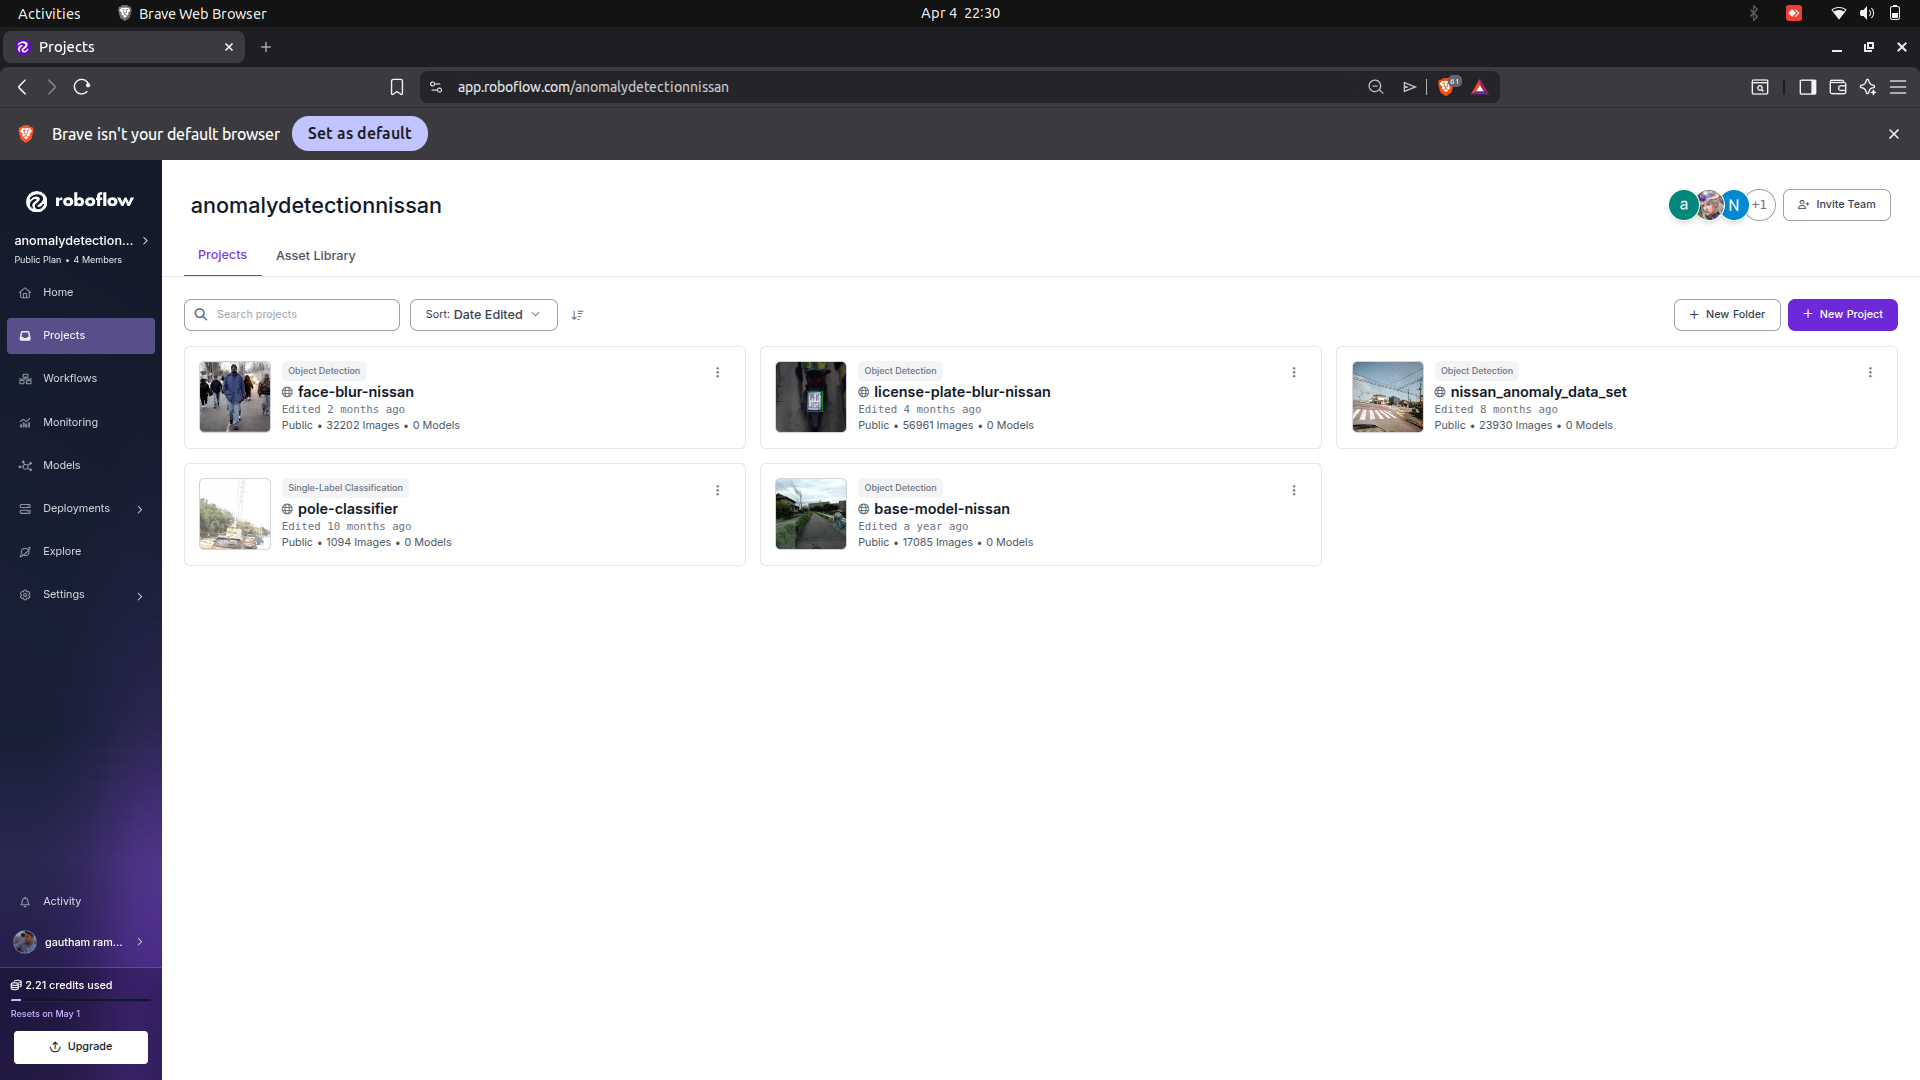 Activities
Brave Web Browser
Apr 4 22:30
Projects
app.roboflow.com/anomalydetectionnissan
61
Brave isn't your default browser
Set as default
roboflow
anomalydetection...
Public Plan • 4 Members
Home
Projects
Workflows
Monitoring
Models
Deployments
Explore
Settings
Activity
gautham ram...
2.21 credits used
Resets on May 1
Upgrade
anomalydetectionnissan
a
N
+1
Invite Team
Projects
Asset Library
Search projects
Sort: Date Edited
New Folder
New Project
Object Detection
face-blur-nissan
Edited 2 months ago
Public • 32202 Images • 0 Models
Object Detection
license-plate-blur-nissan
Edited 4 months ago
Public • 56961 Images • 0 Models
Object Detection
nissan_anomaly_data_set
Edited 8 months ago
Public • 23930 Images • 0 Models
Single-Label Classification
pole-classifier
Edited 10 months ago
Public • 1094 Images • 0 Models
Object Detection
base-model-nissan
Edited a year ago
Public • 17085 Images • 0 Models